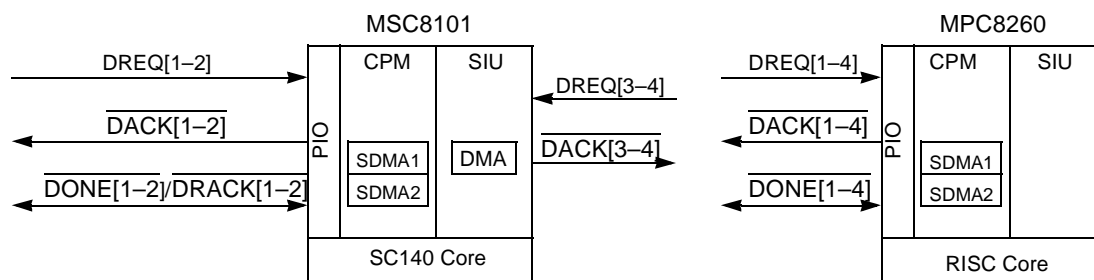 MSC8101
MPC8260
DREQ[1–2]
CPM
SIU
DREQ[3–4]
DREQ[1–4]
CPM
SIU
DACK[1–2]
PIO
SDMA1
SDMA2
DMA
DACK[3–4]
DACK[1–4]
PIO
SDMA1
SDMA2
DONE[1–2]/DRACK[1–2]
DONE[1–4]
SC140 Core
RISC Core